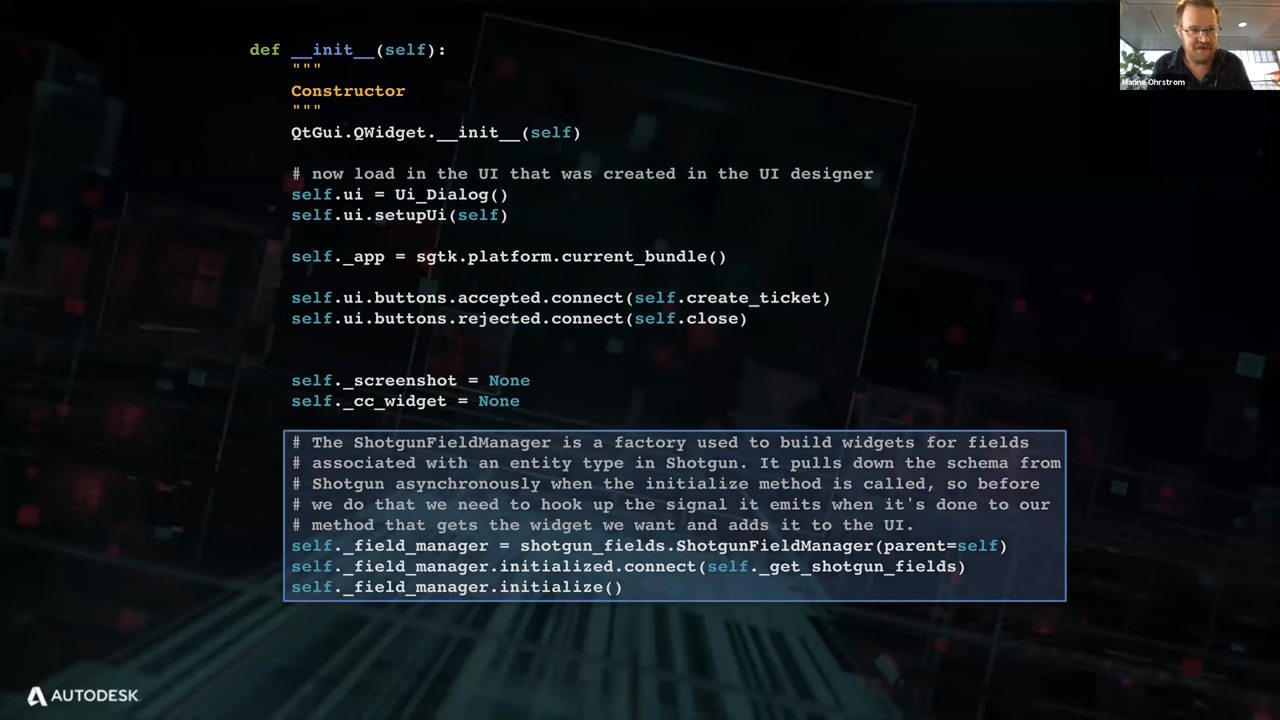 def __init__(self):
"""
Constructor
"""
QtGui.QWidget.__init__(self)
# now load in the UI that was created in the UI designer
self.ui = Ui_Dialog()
self.ui.setupUi(self)
self._app = sgtk.platform.current_bundle()
self.ui.buttons.accepted.connect(self.create_ticket)
self.ui.buttons.rejected.connect(self.close)
self._screenshot = None
self._cc_widget = None
# The ShotgunFieldManager is a factory used to build widgets for fields
# associated with an entity type in Shotgun. It pulls down the schema from
# Shotgun asynchronously when the initialize method is called, so before
# we do that we need to hook up the signal it emits when it's done to our
# method that gets the widget we want and adds it to the UI.
self._field_manager = shotgun_fields.ShotgunFieldManager(parent=self)
self._field_manager.initialized.connect(self._get_shotgun_fields)
self._field_manager.initialize()
Manne Ohrstrom
AUTODESK